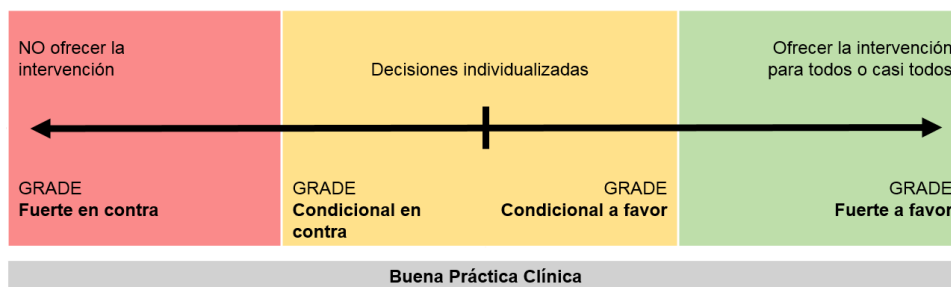 NO ofrecer la
intervención
Decisiones individualizadas
Ofrecer la intervención
para todos o casi todos
GRADE
Fuerte en contra
GRADE
Condicional en
contra
GRADE
Condicional a favor
GRADE
Fuerte a favor
Buena Práctica Clínica